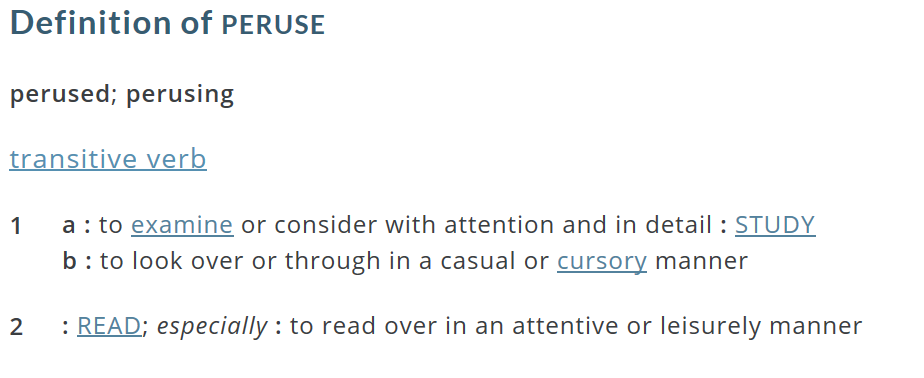 Definition of PERUSE
perused; perusing
transitive verb
1 a : to examine or consider with attention and in detail : STUDY
b : to look over or through in a casual or cursory manner
2 : READ; especially : to read over in an attentive or leisurely manner